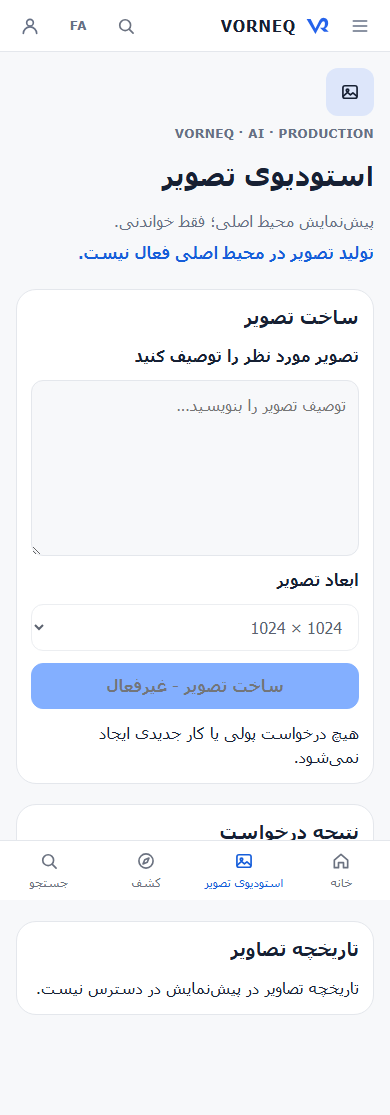 VORNEQ
FA
VORNEQ · AI · PRODUCTION
استودیوی تصویر
پیش‌نمایش محیط اصلی؛ فقط خواندنی.
تولید تصویر در محیط اصلی فعال نیست.
ساخت تصویر
تصویر مورد نظر را توصیف کنید
توصیف تصویر را بنویسید...
ابعاد تصویر
1024 × 1024
ساخت تصویر - غیرفعال
هیچ درخواست پولی یا کار جدیدی ایجاد
نمی‌شود.
نتیجه درخواست
خانه
استودیوی تصویر
کشف
جستجو
تاریخچه تصاویر
تاریخچه تصاویر در پیش‌نمایش در دسترس نیست.